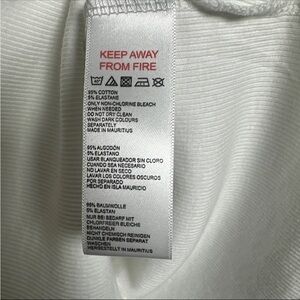 KEEP AWAY
FROM FIRE
95% COTTON
5% ELASTANE
ONLY NON-CHLORINE BLEACH
WHEN NEEDED
DO NOT DRY CLEAN
WASH DARK COLOURS
SEPARATELY
MADE IN MAURITIUS
95% ALGODÓN
5% ELASTANO
USAR BLANQUEADOR SIN CLORO
CUANDO SEA NECESARIO
NO LAVAR EN SECO
LAVAR LOS COLORES OSCUROS
POR SEPARADO
HECHO EN ISLA MAURICIO
95% BAUMWOLLE
5% ELASTAN
NUR BEI BEDARF MIT
CHLORFREIER BLEICHE
BEHANDELN
NICHT CHEMISCH REINIGEN
DUNKLE FARBEN SEPARAT
WASCHEN
HERGESTELLT IN MAURITIUS